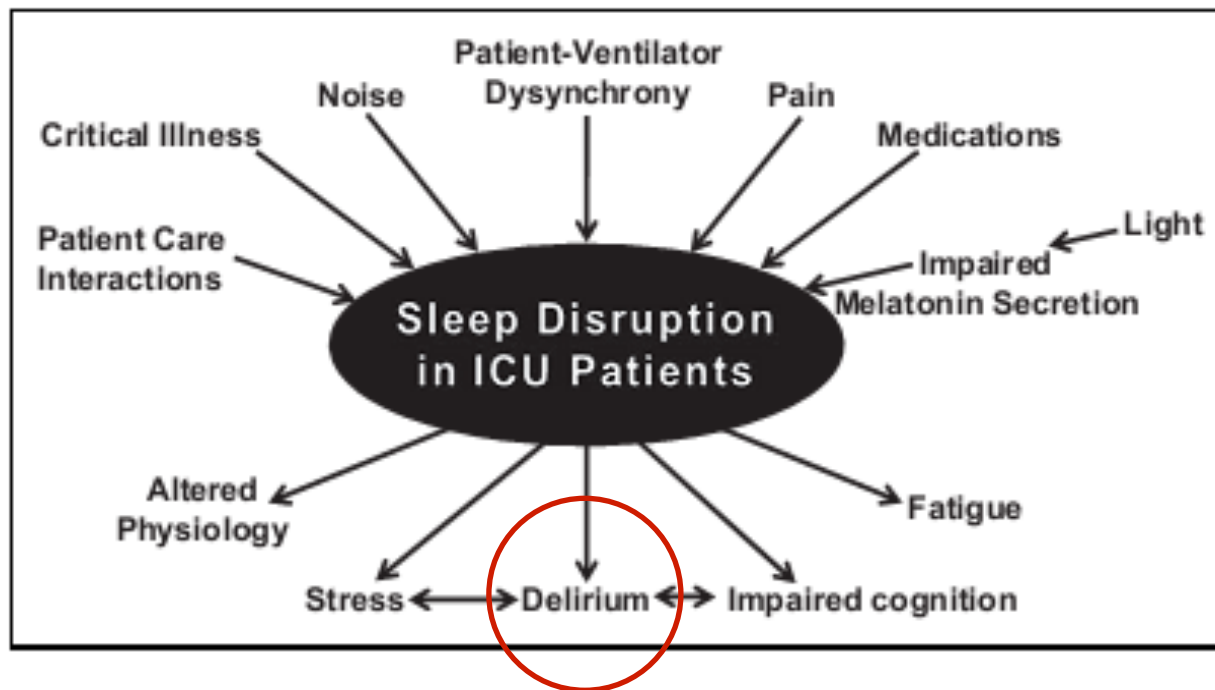 Patient-Ventilator
Dysynchrony
Noise
Pain
Critical Illness
Medications
Patient Care
Interactions
Light
Impaired
Melatonin Secretion
Sleep Disruption
in ICU Patients
Altered
Physiology
Fatigue
Stress
Delirium
Impaired cognition